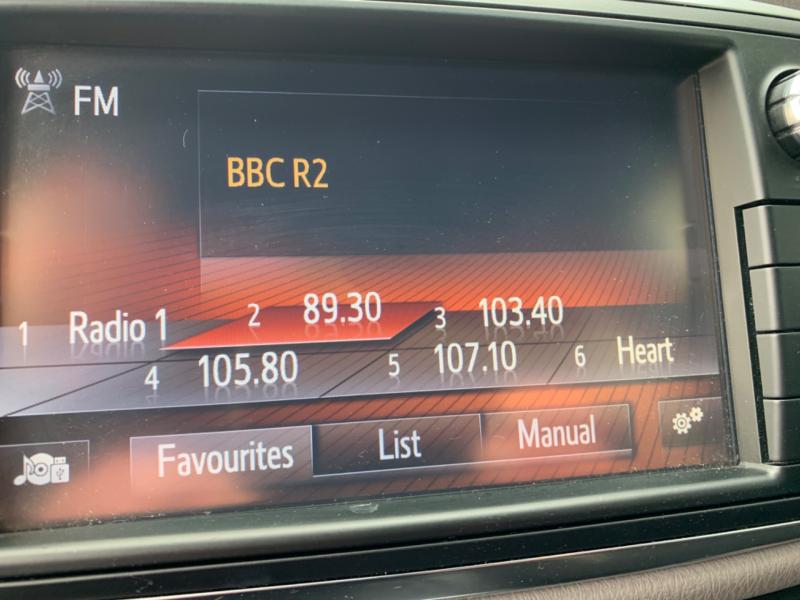 FM
BBC R2
1 Radio 1 2 89.30 3 103.40
4 105.80 5 107.10 6 Heart
Favourites List Manual